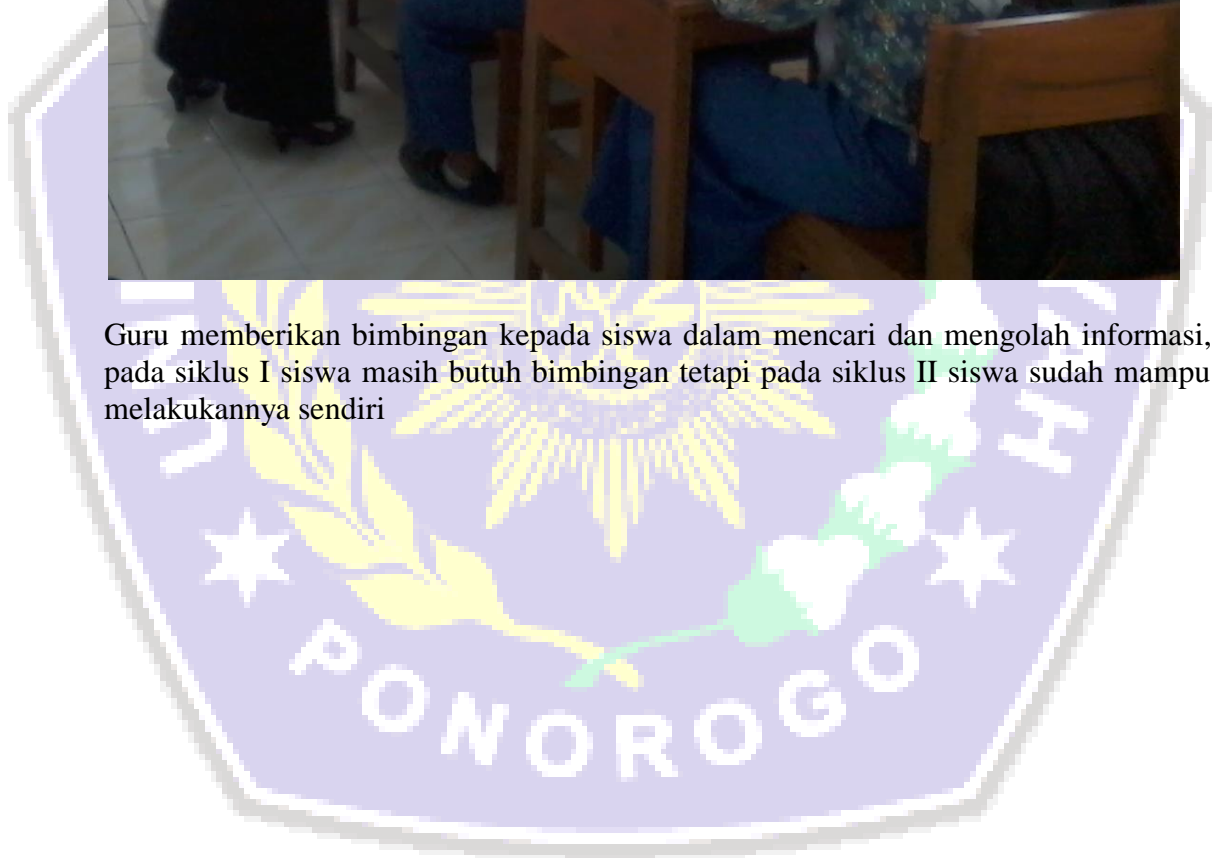 Guru memberikan bimbingan kepada siswa dalam mencari dan mengolah informasi,
pada siklus I siswa masih butuh bimbingan tetapi pada siklus II siswa sudah mampu
melakukannya sendiri
PONOROGO